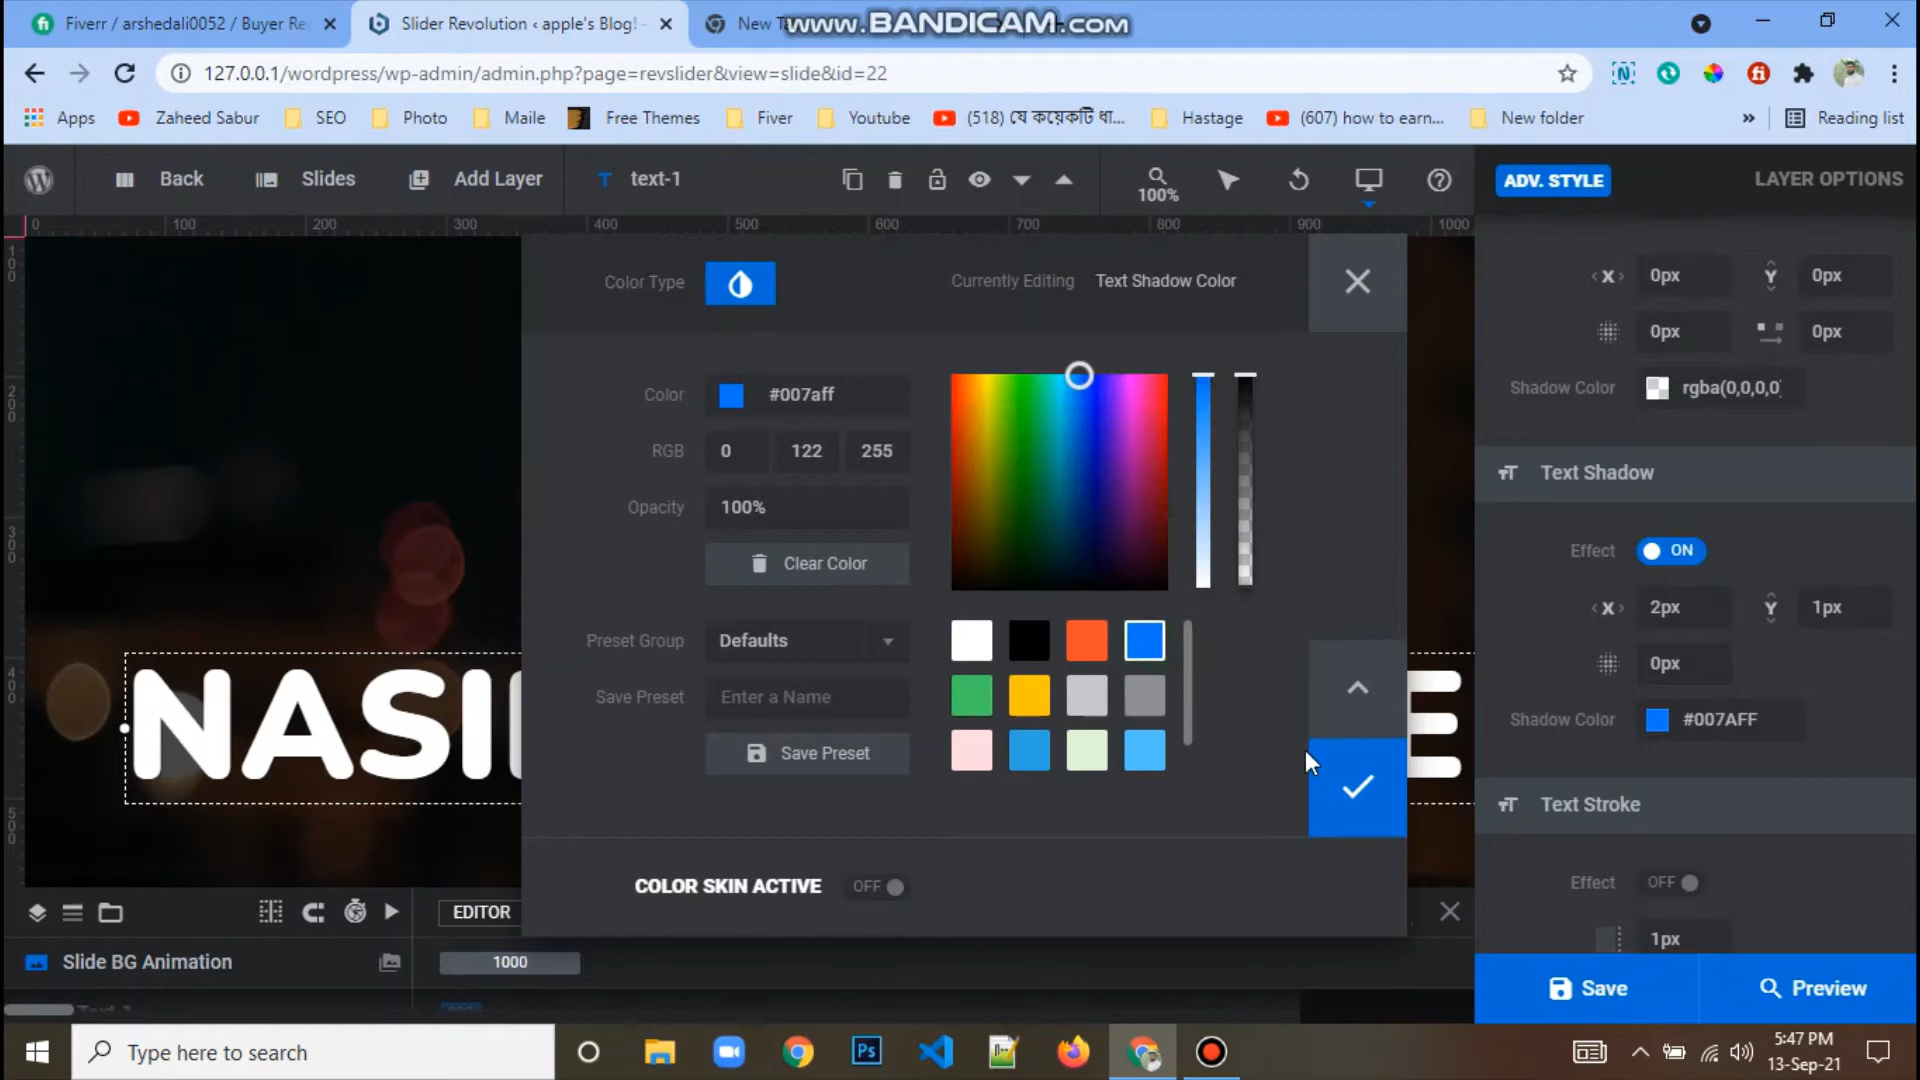 Fiverr / arshedali0052 / Buyer Re
Slider Revolution ‹ apple's Blog! -
New T
www.BANDICAM.com
127.0.0.1/wordpress/wp-admin/admin.php?page=revslider&view=slide&id=22
Apps
Zaheed Sabur
SEO
Photo
Maile
Free Themes
Fiver
Youtube
(518) যে কয়েকটি ধা...
Hastage
(607) how to earn...
New folder
»
Reading list
Back
Slides
Add Layer
text-1
100%
ADV. STYLE
LAYER OPTIONS
0 100 200 300 400 500 600 700 800 900 1000
100
200
300
400
500
Color Type
Currently Editing Text Shadow Color
Color #007aff
RGB 0 122 255
Opacity 100%
Clear Color
Preset Group Defaults
Save Preset Enter a Name
Save Preset
COLOR SKIN ACTIVE OFF
X 0px Y 0px
0px 0px
Shadow Color rgba(0,0,0,0)
Text Shadow
Effect ON
X 2px Y 1px
0px
Shadow Color #007AFF
Text Stroke
Effect OFF
1px
Save
Preview
NASI
E
EDITOR
Slide BG Animation
1000
Type here to search
Ps
5:47 PM
13-Sep-21